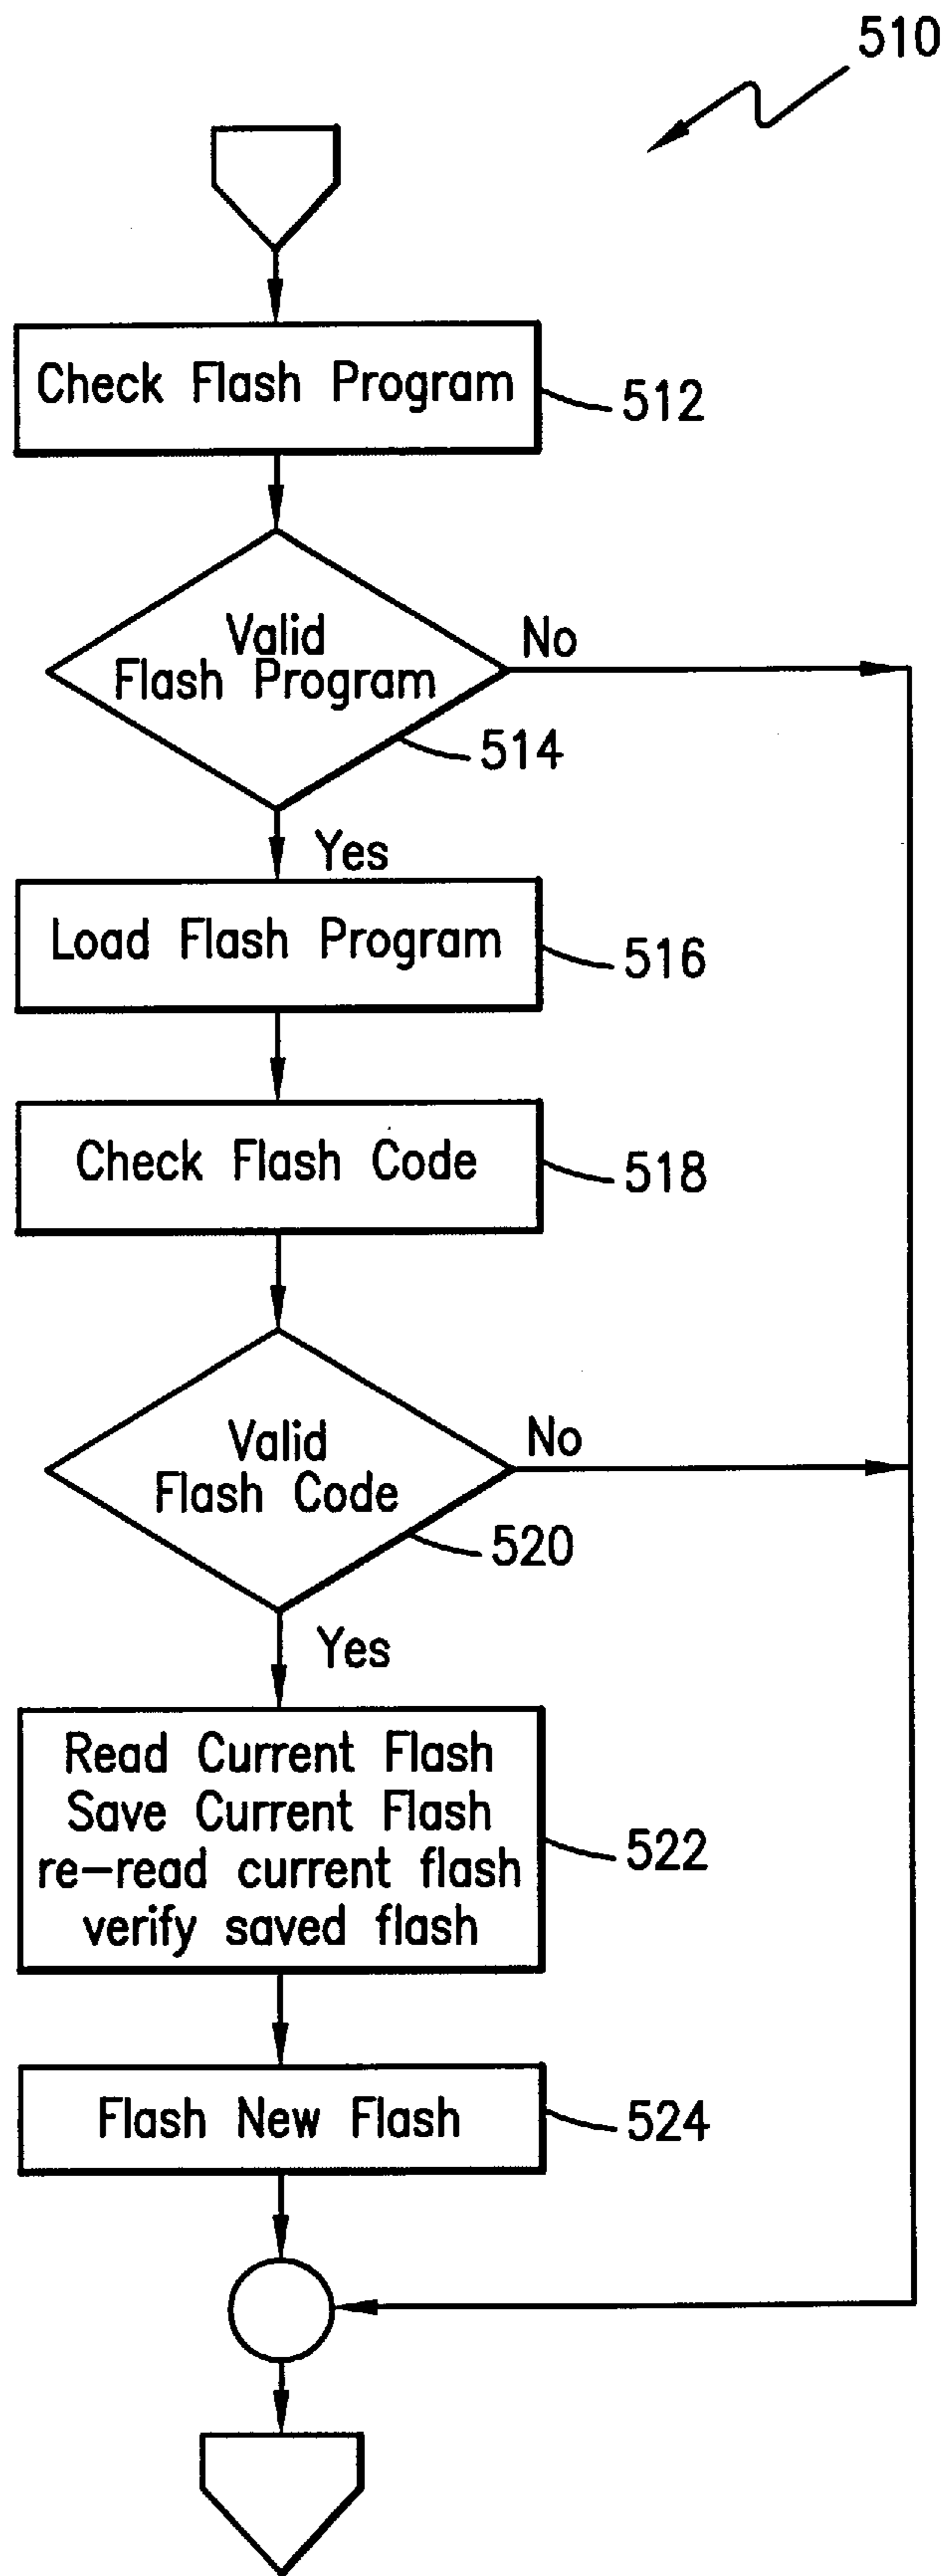 510
Check Flash Program
512
Valid
Flash Program
No
514
Yes
Load Flash Program
516
Check Flash Code
518
Valid
Flash Code
No
520
Yes
Read Current Flash
Save Current Flash
re-read current flash
verify saved flash
522
Flash New Flash
524